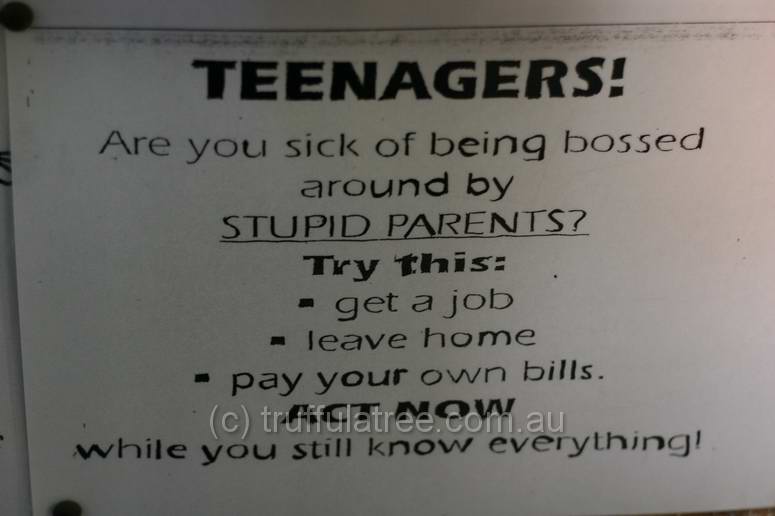 TEENAGERS!
Are you sick of being bossed
around by
STUPID PARENTS?
Try this:
▪ get a job
▪ leave home
▪ pay your own bills.
ACT NOW
(c) truffulatree.com.au
while you still know everything!